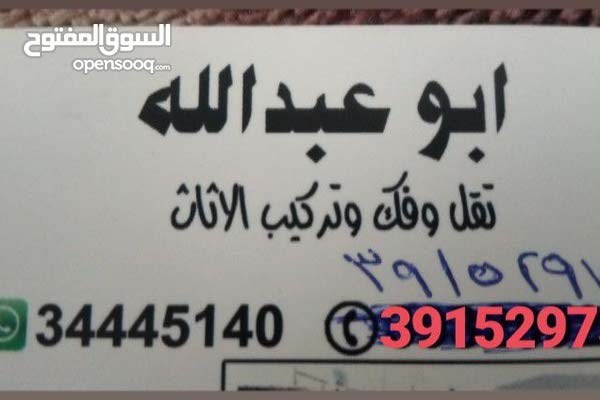 السوق المفتوح
opensooq.com
ابو عبدالله
نقل وفك وتركيب الاثاث
٣٩١٥٢٩٧
34445140 3915297